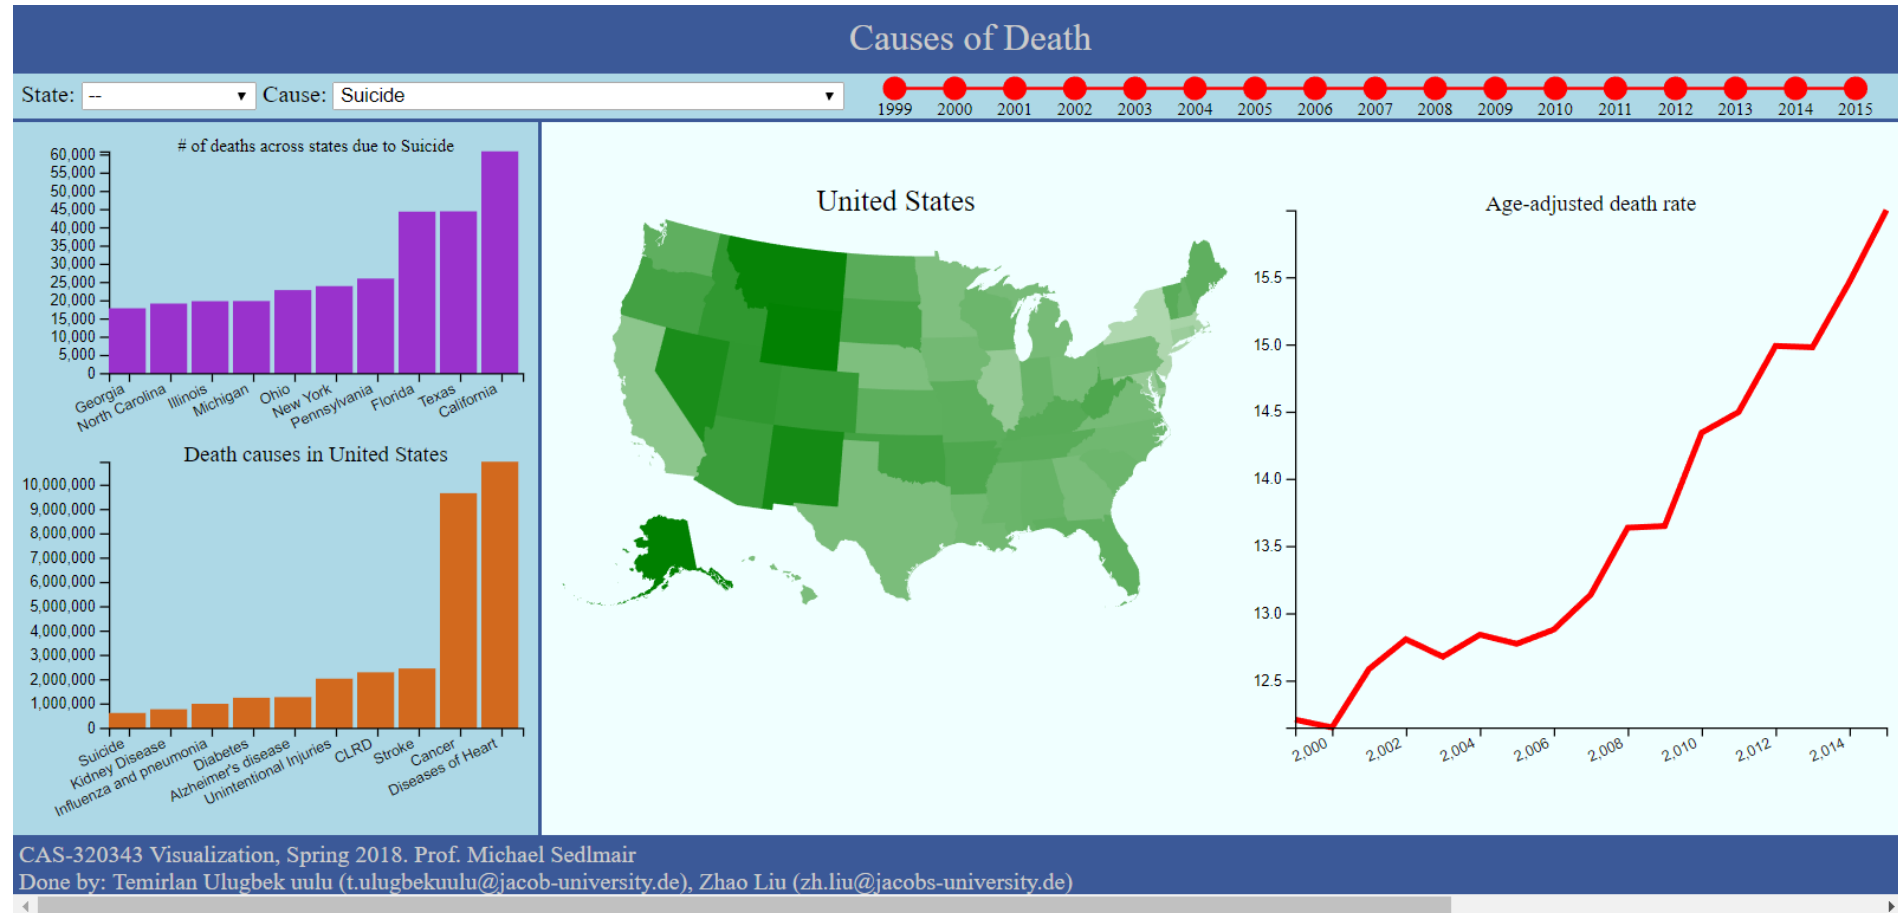 Causes of Death
State: -- Cause: Suicide
1999 2000 2001 2002 2003 2004 2005 2006 2007 2008 2009 2010 2011 2012 2013 2014 2015
# of deaths across states due to Suicide
60,000
55,000
50,000
45,000
40,000
35,000
30,000
25,000
20,000
15,000
10,000
5,000
0
Georgia
North Carolina
Illinois
Michigan
Ohio
New York
Pennsylvania
Florida
Texas
California
Death causes in United States
10,000,000
9,000,000
8,000,000
7,000,000
6,000,000
5,000,000
4,000,000
3,000,000
2,000,000
1,000,000
0
Suicide
Kidney Disease
Influenza and pneumonia
Diabetes
Alzheimer's disease
Unintentional Injuries
CLRD
Stroke
Cancer
Diseases of Heart
United States
Age-adjusted death rate
15.5
15.0
14.5
14.0
13.5
13.0
12.5
2,000
2,002
2,004
2,006
2,008
2,010
2,012
2,014
CAS-320343 Visualization, Spring 2018. Prof. Michael Sedlmair
Done by: Temirlan Ulugbek uulu (t.ulugbekuulu@jacob-university.de), Zhao Liu (zh.liu@jacobs-university.de)